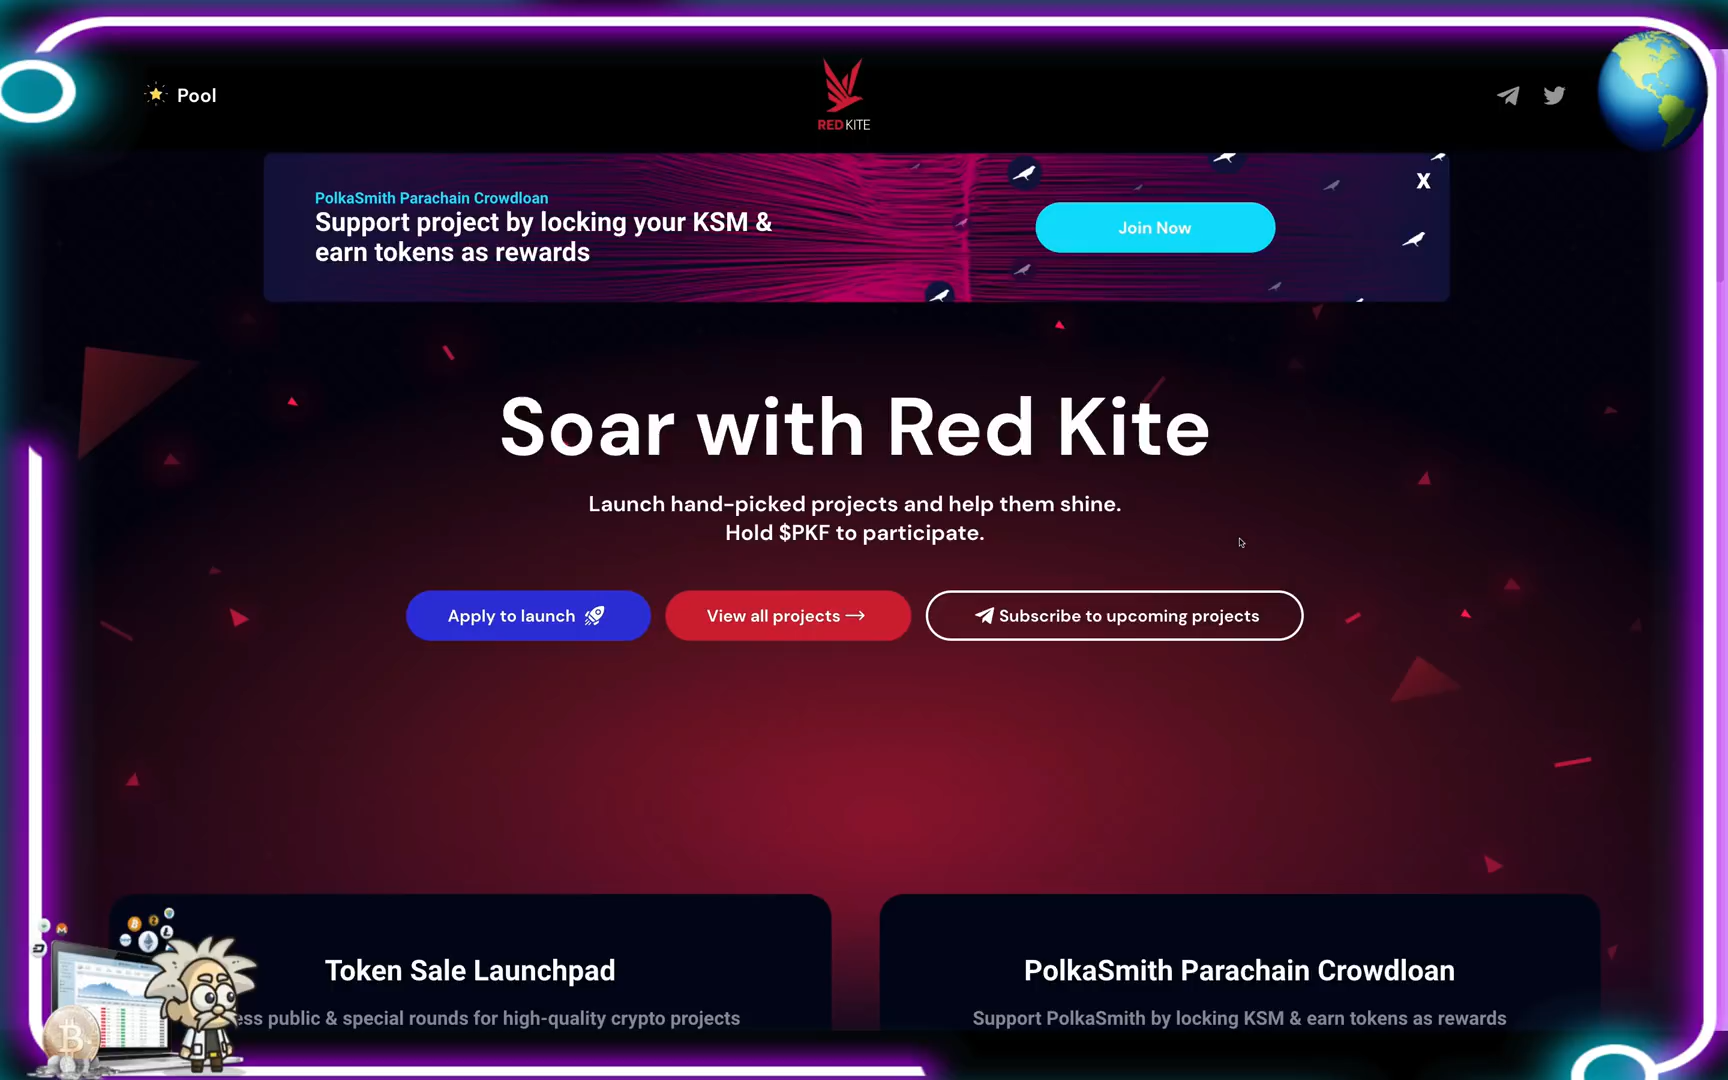 Pool
REDKITE
PolkaSmith Parachain Crowdloan
Support project by locking your KSM &
earn tokens as rewards
Join Now
X
Soar with Red Kite
Launch hand-picked projects and help them shine.
Hold $PKF to participate.
Apply to launch
View all projects →
Subscribe to upcoming projects
Token Sale Launchpad
PolkaSmith Parachain Crowdloan
public & special rounds for high-quality crypto projects
Support PolkaSmith by locking KSM & earn tokens as rewards